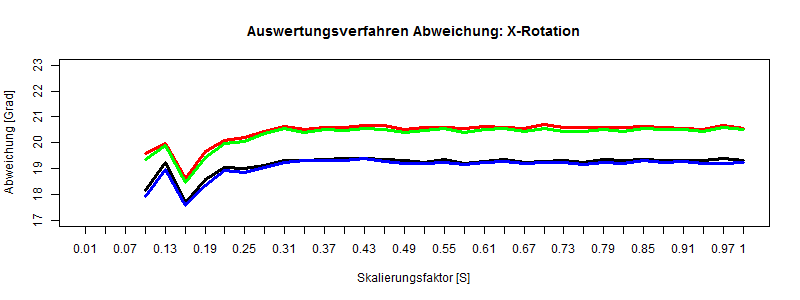 Auswertungsverfahren Abweichung: X-Rotation
Abweichung [Grad]
23
22
21
20
19
18
17
0.01 0.07 0.13 0.19 0.25 0.31 0.37 0.43 0.49 0.55 0.61 0.67 0.73 0.79 0.85 0.91 0.97 1
Skalierungsfaktor [S]